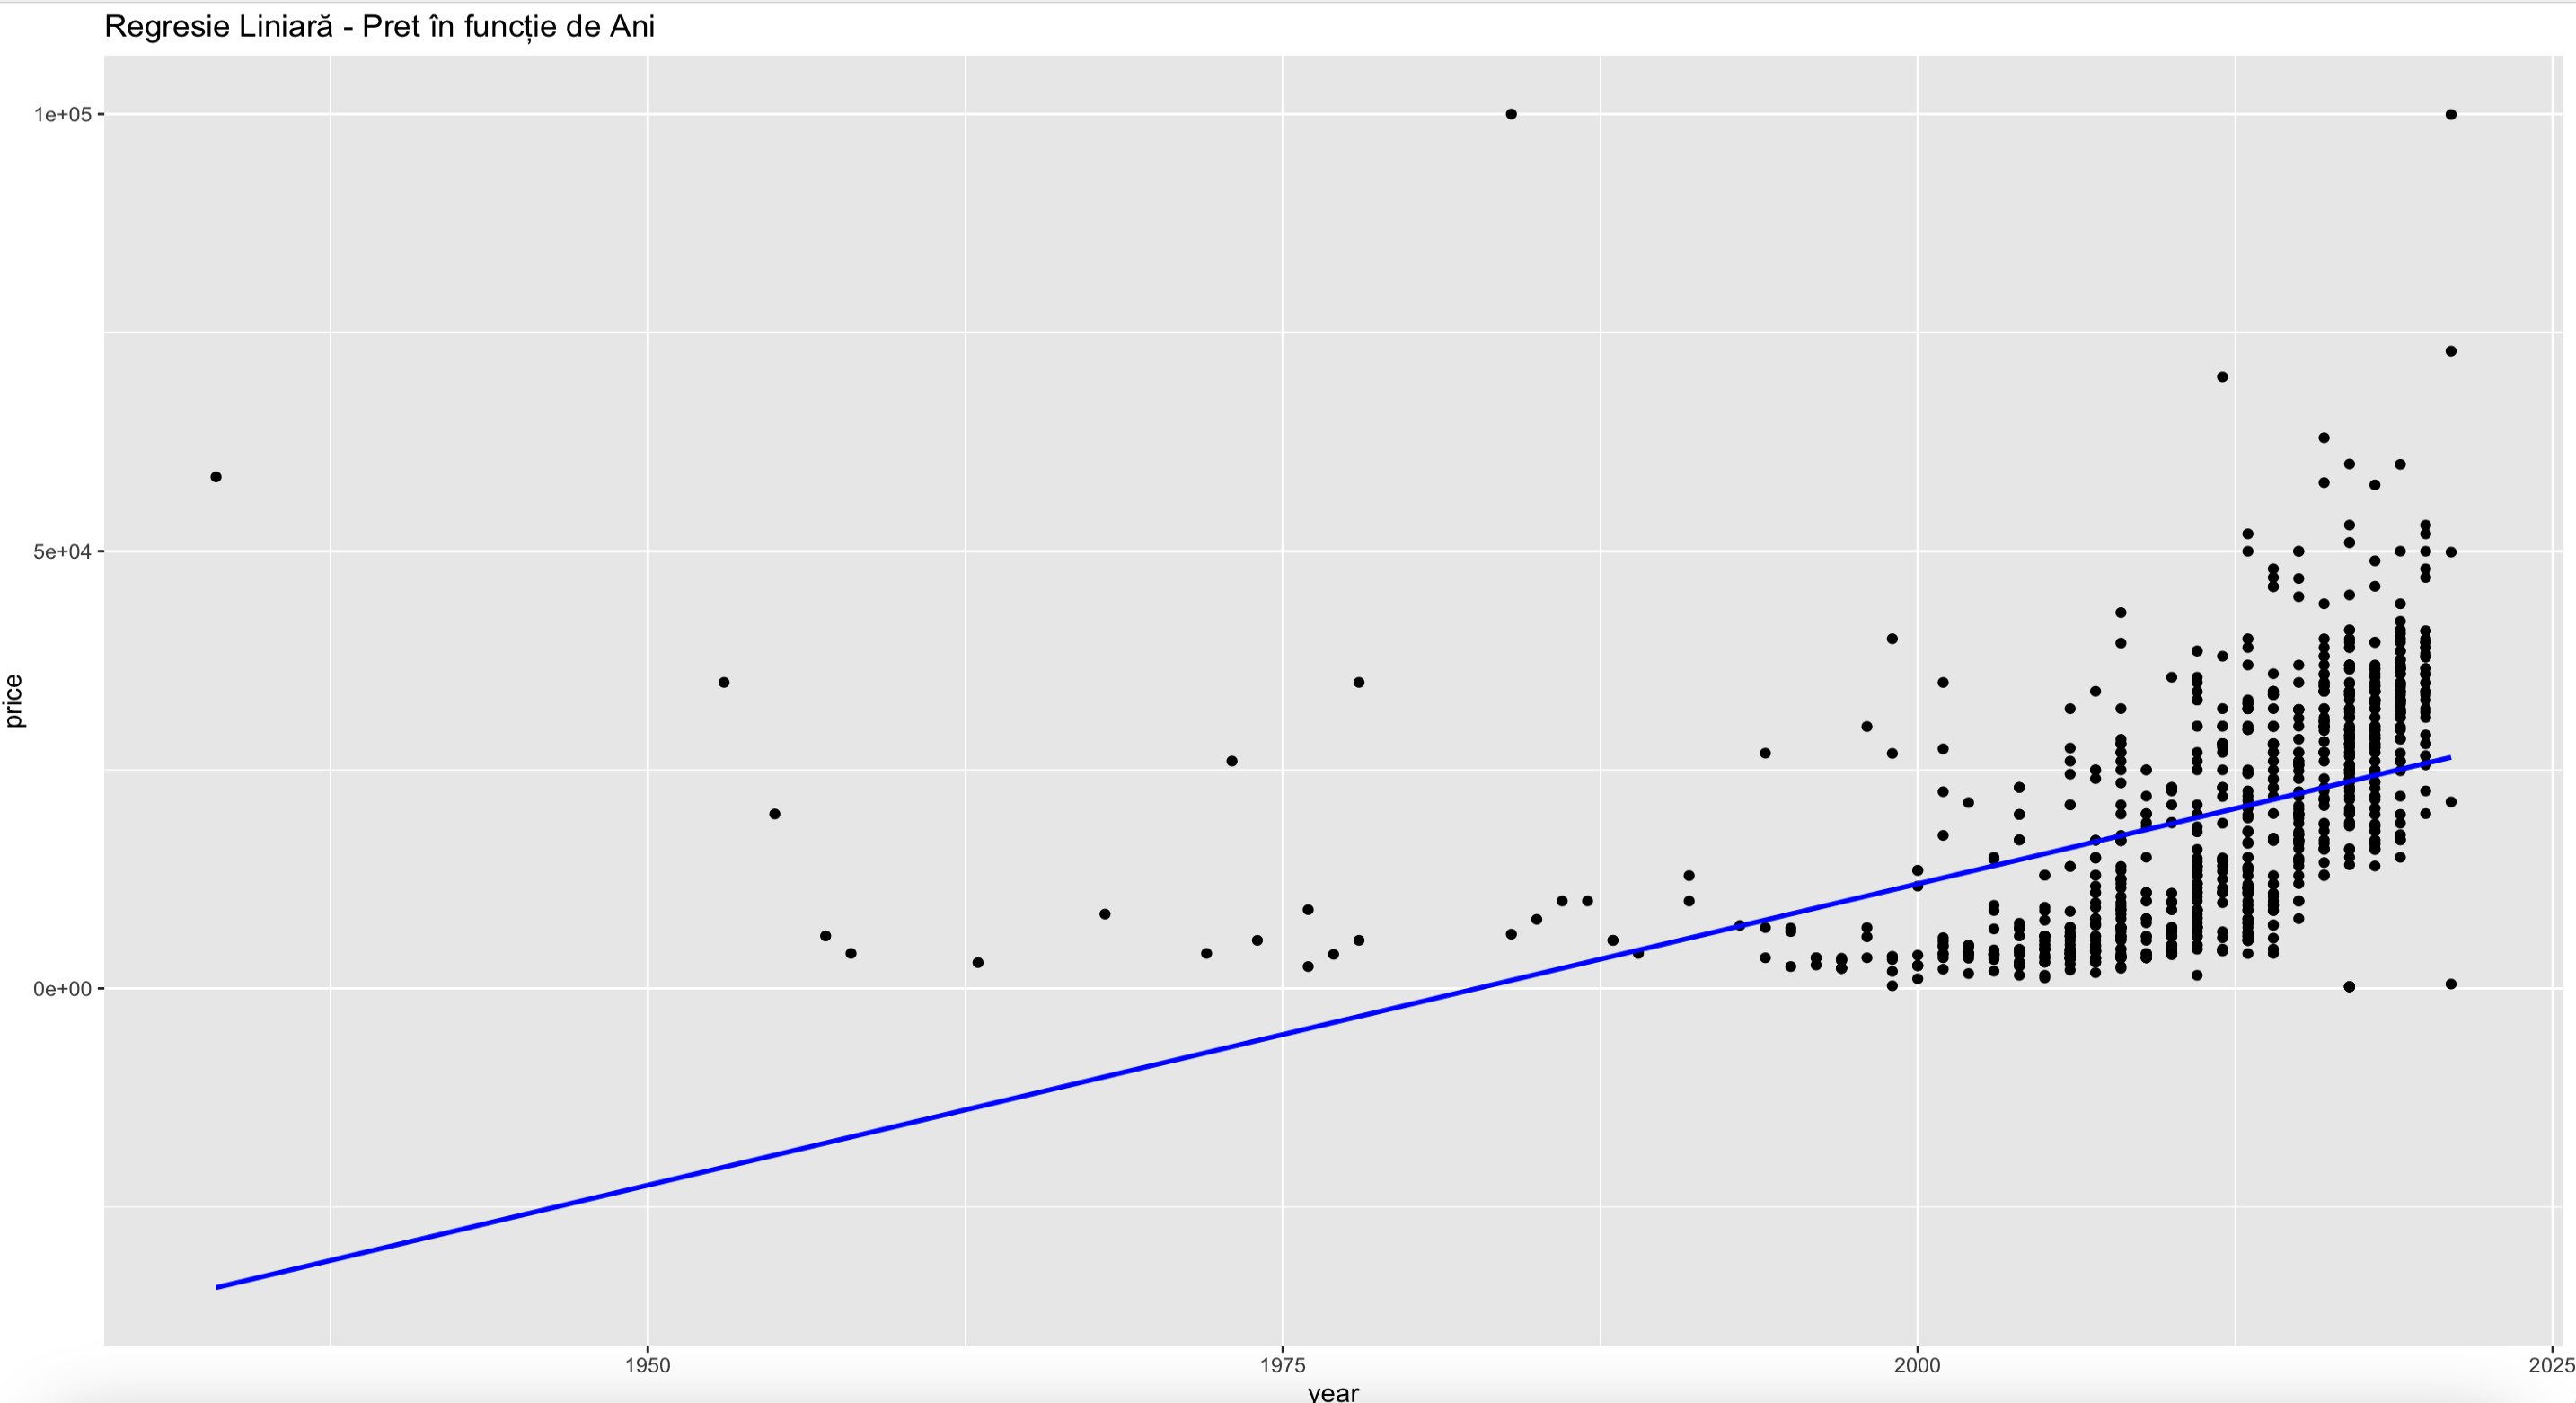 Regresie Liniară - Pret în funcție de Ani
1e+05
5e+04
0e+00
price
1950
1975
2000
2025
year